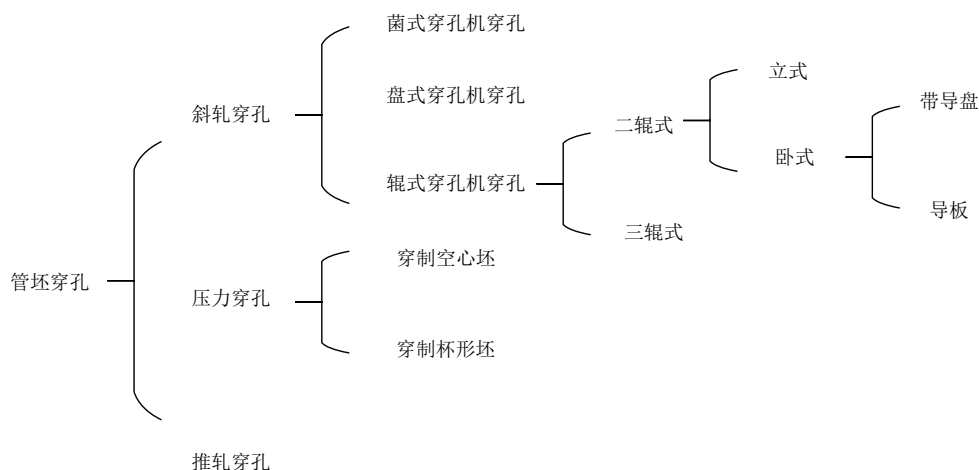 菌式穿孔机穿孔
立式
盘式穿孔机穿孔
带导盘
斜轧穿孔
二辊式
卧式
辊式穿孔机穿孔
导板
三辊式
穿制空心坯
管坯穿孔
压力穿孔
穿制杯形坯
推轧穿孔